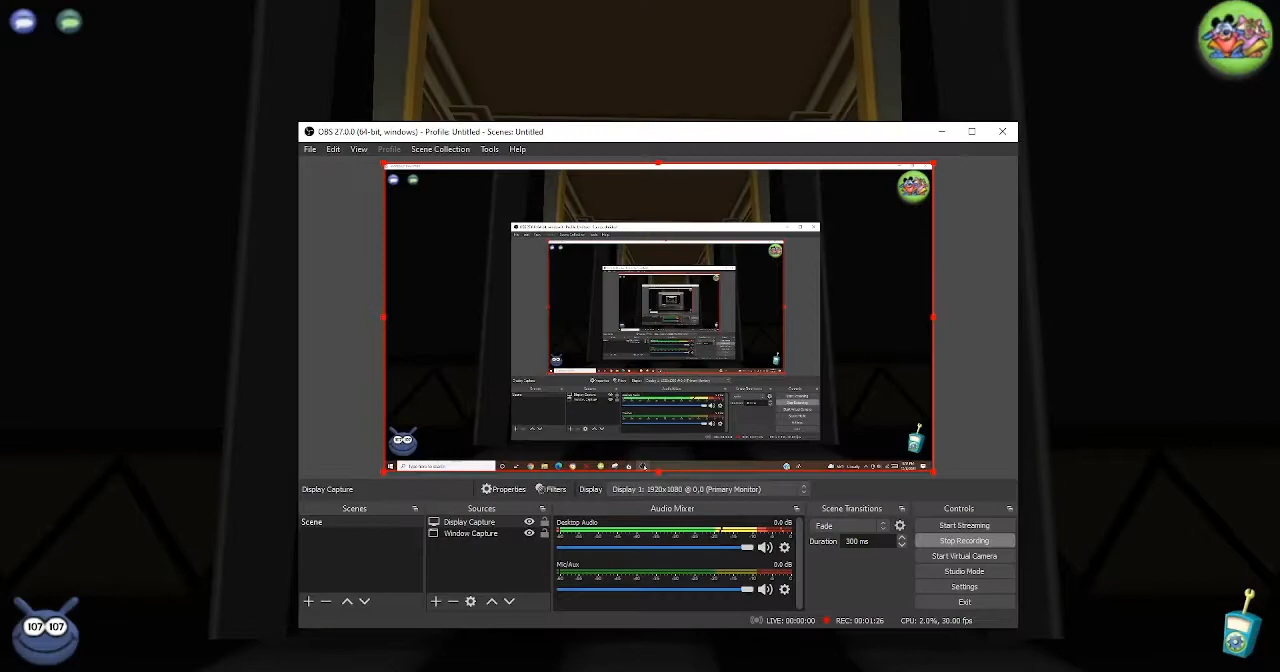 OBS 27.0.0 (64-bit, windows) - Profile: Untitled - Scenes: Untitled
File Edit View Profile Scene Collection Tools Help
Display Capture Properties Filters Display Display 1: 1920x1080 @ 0,0 (Primary Monitor)
Scenes Sources Audio Mixer Scene Transitions Controls
Scene
Display Capture
Window Capture
Desktop Audio 0.0 dB
Mic/Aux 0.0 dB
Fade
Duration 300 ms
Start Streaming
Stop Recording
Start Virtual Camera
Studio Mode
Settings
Exit
LIVE: 00:00:00 REC: 00:01:26 CPU: 2.0%, 30.00 fps
107 107